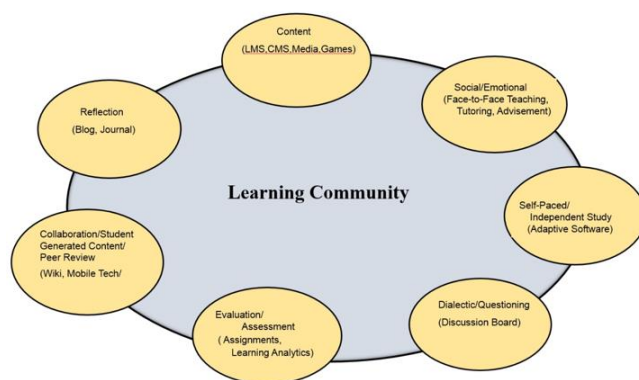 Content
(LMS,CMS,Media,Games)
Social/Emotional
(Face-to-Face Teaching,
Tutoring, Advisement)
Reflection
(Blog, Journal)
Learning Community
Self-Paced/
Independent Study
(Adaptive Software)
Collaboration/Student
Generated Content/
Peer Review
(Wiki, Mobile Tech/
Evaluation/
Assessment
( Assignments,
Learning Analytics)
Dialectic/Questioning
(Discussion Board)